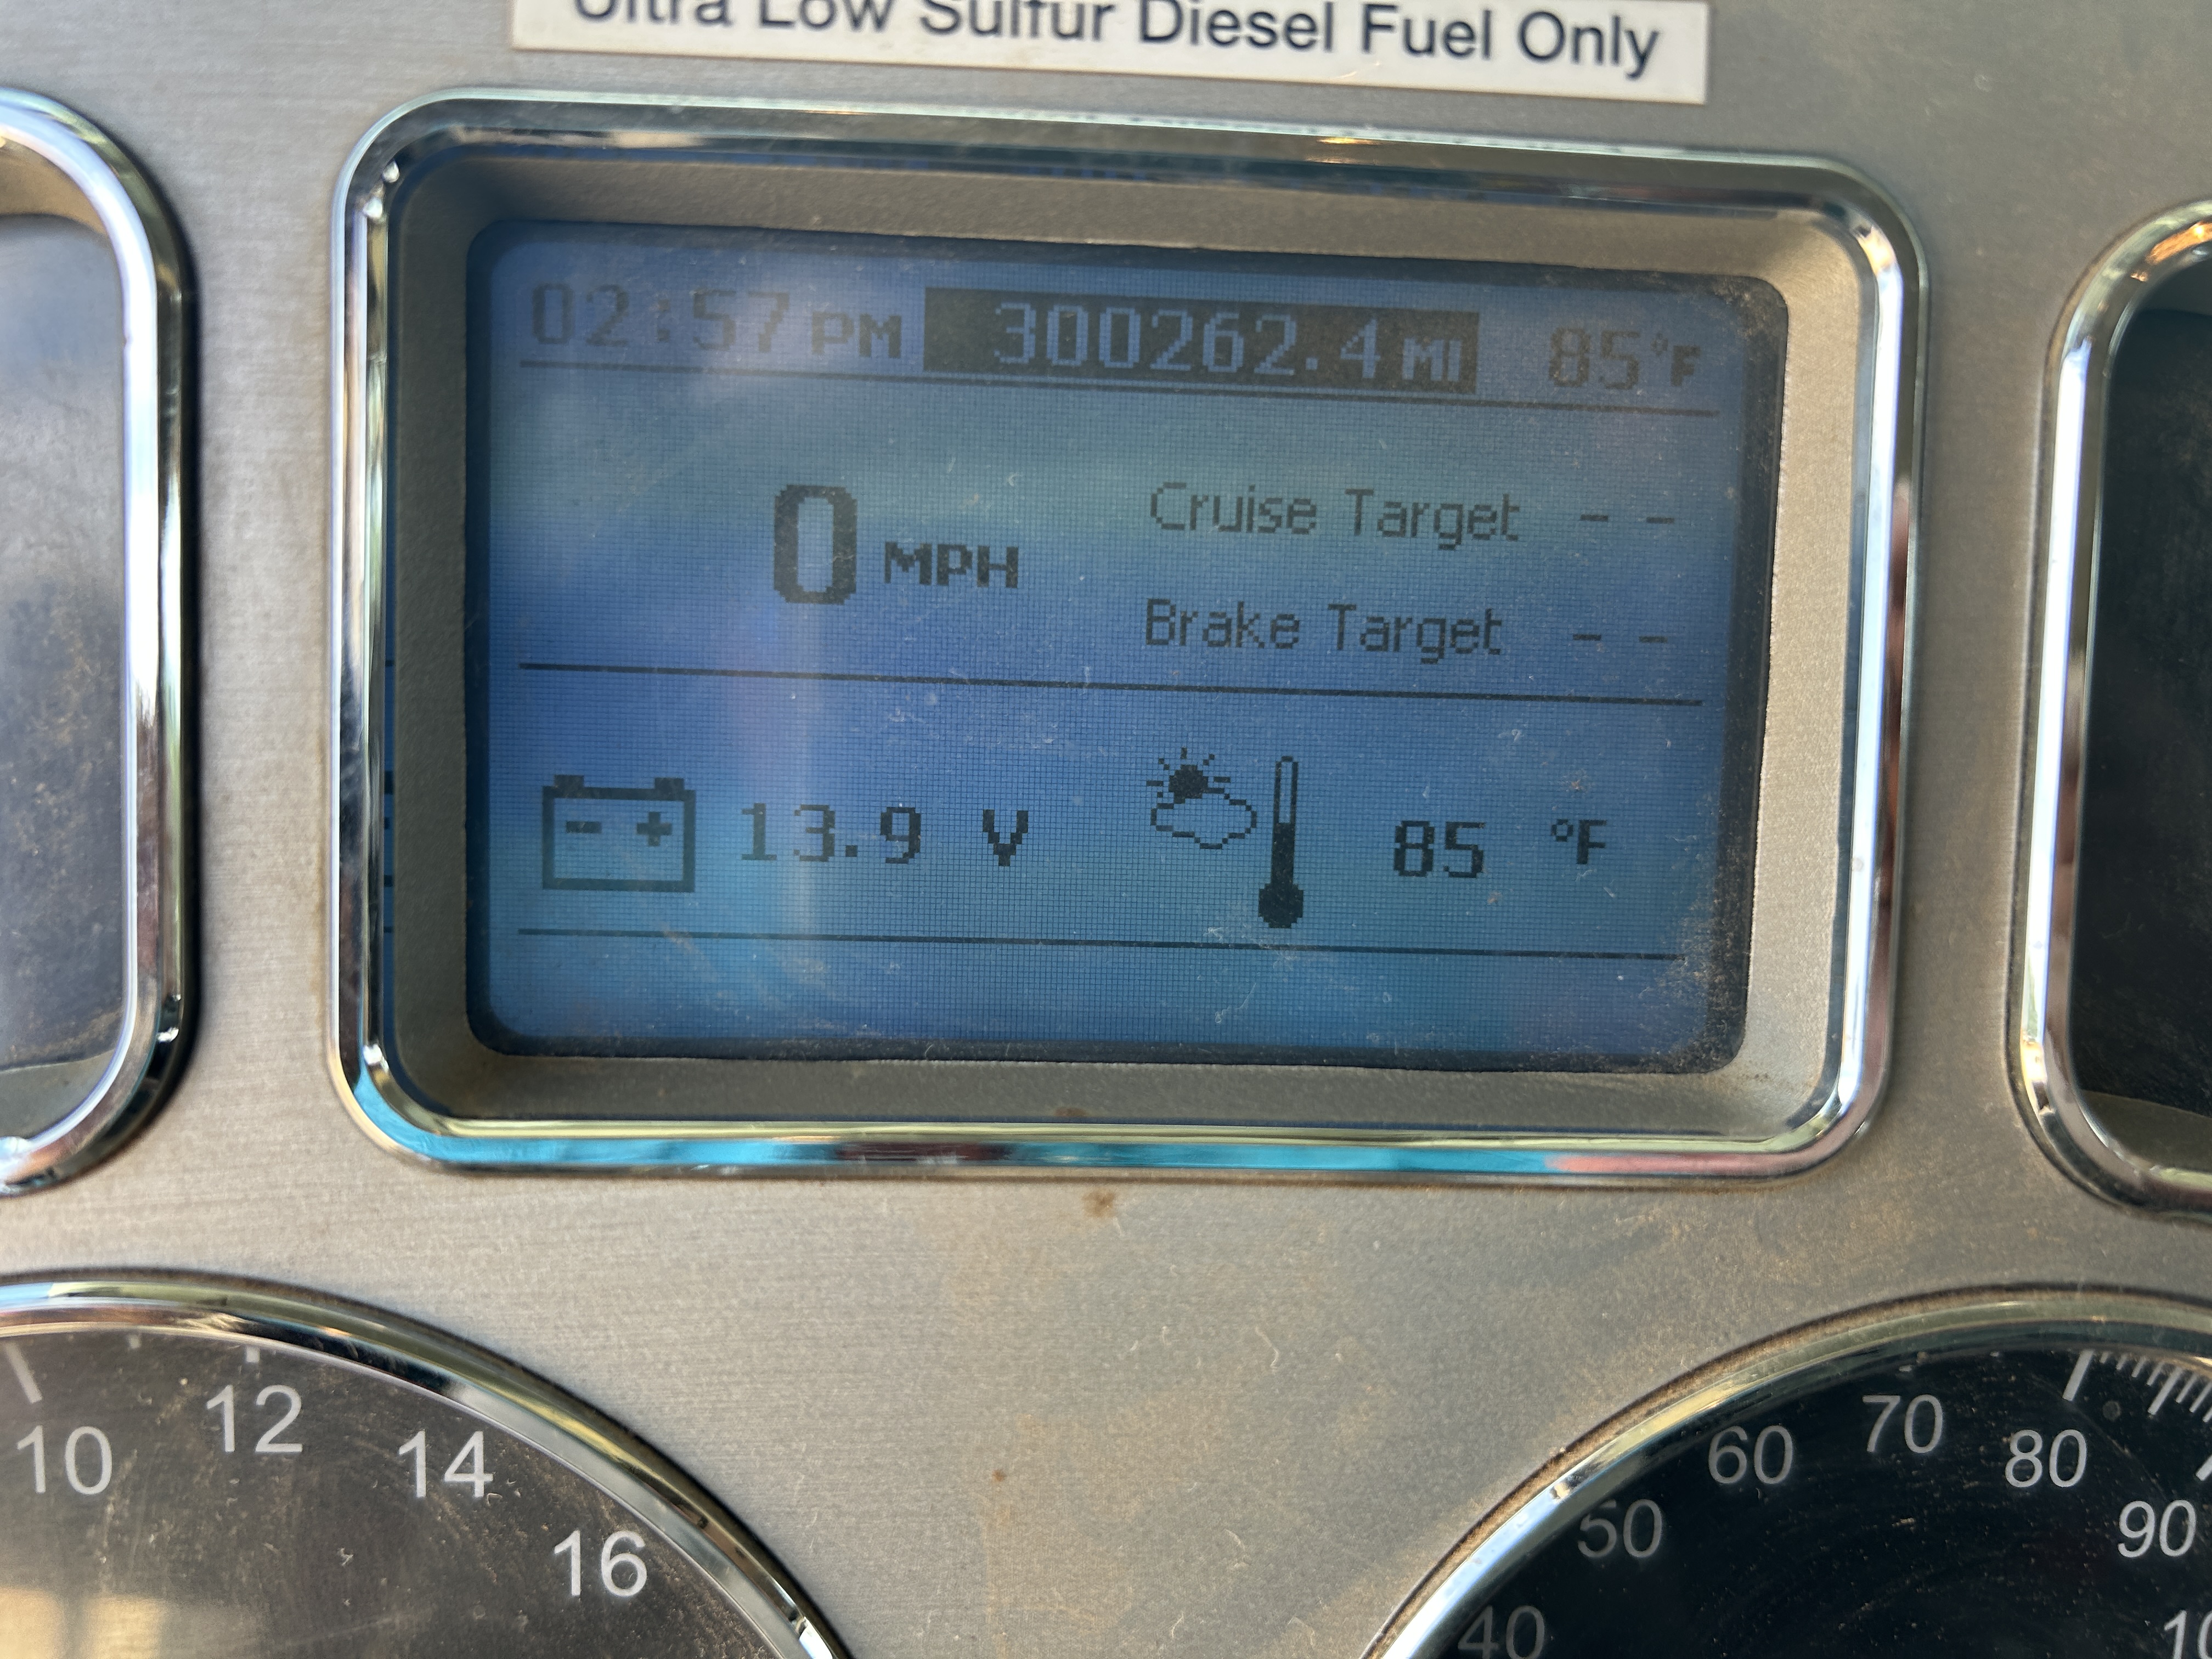 Ultra Low Sulfur Diesel Fuel Only
02:57 PM 300262.4 MI 85°F
0 MPH
Cruise Target - -
Brake Target - -
- + 13.9 V 85 °F
10 12 14 16
40 50 60 70 80 90